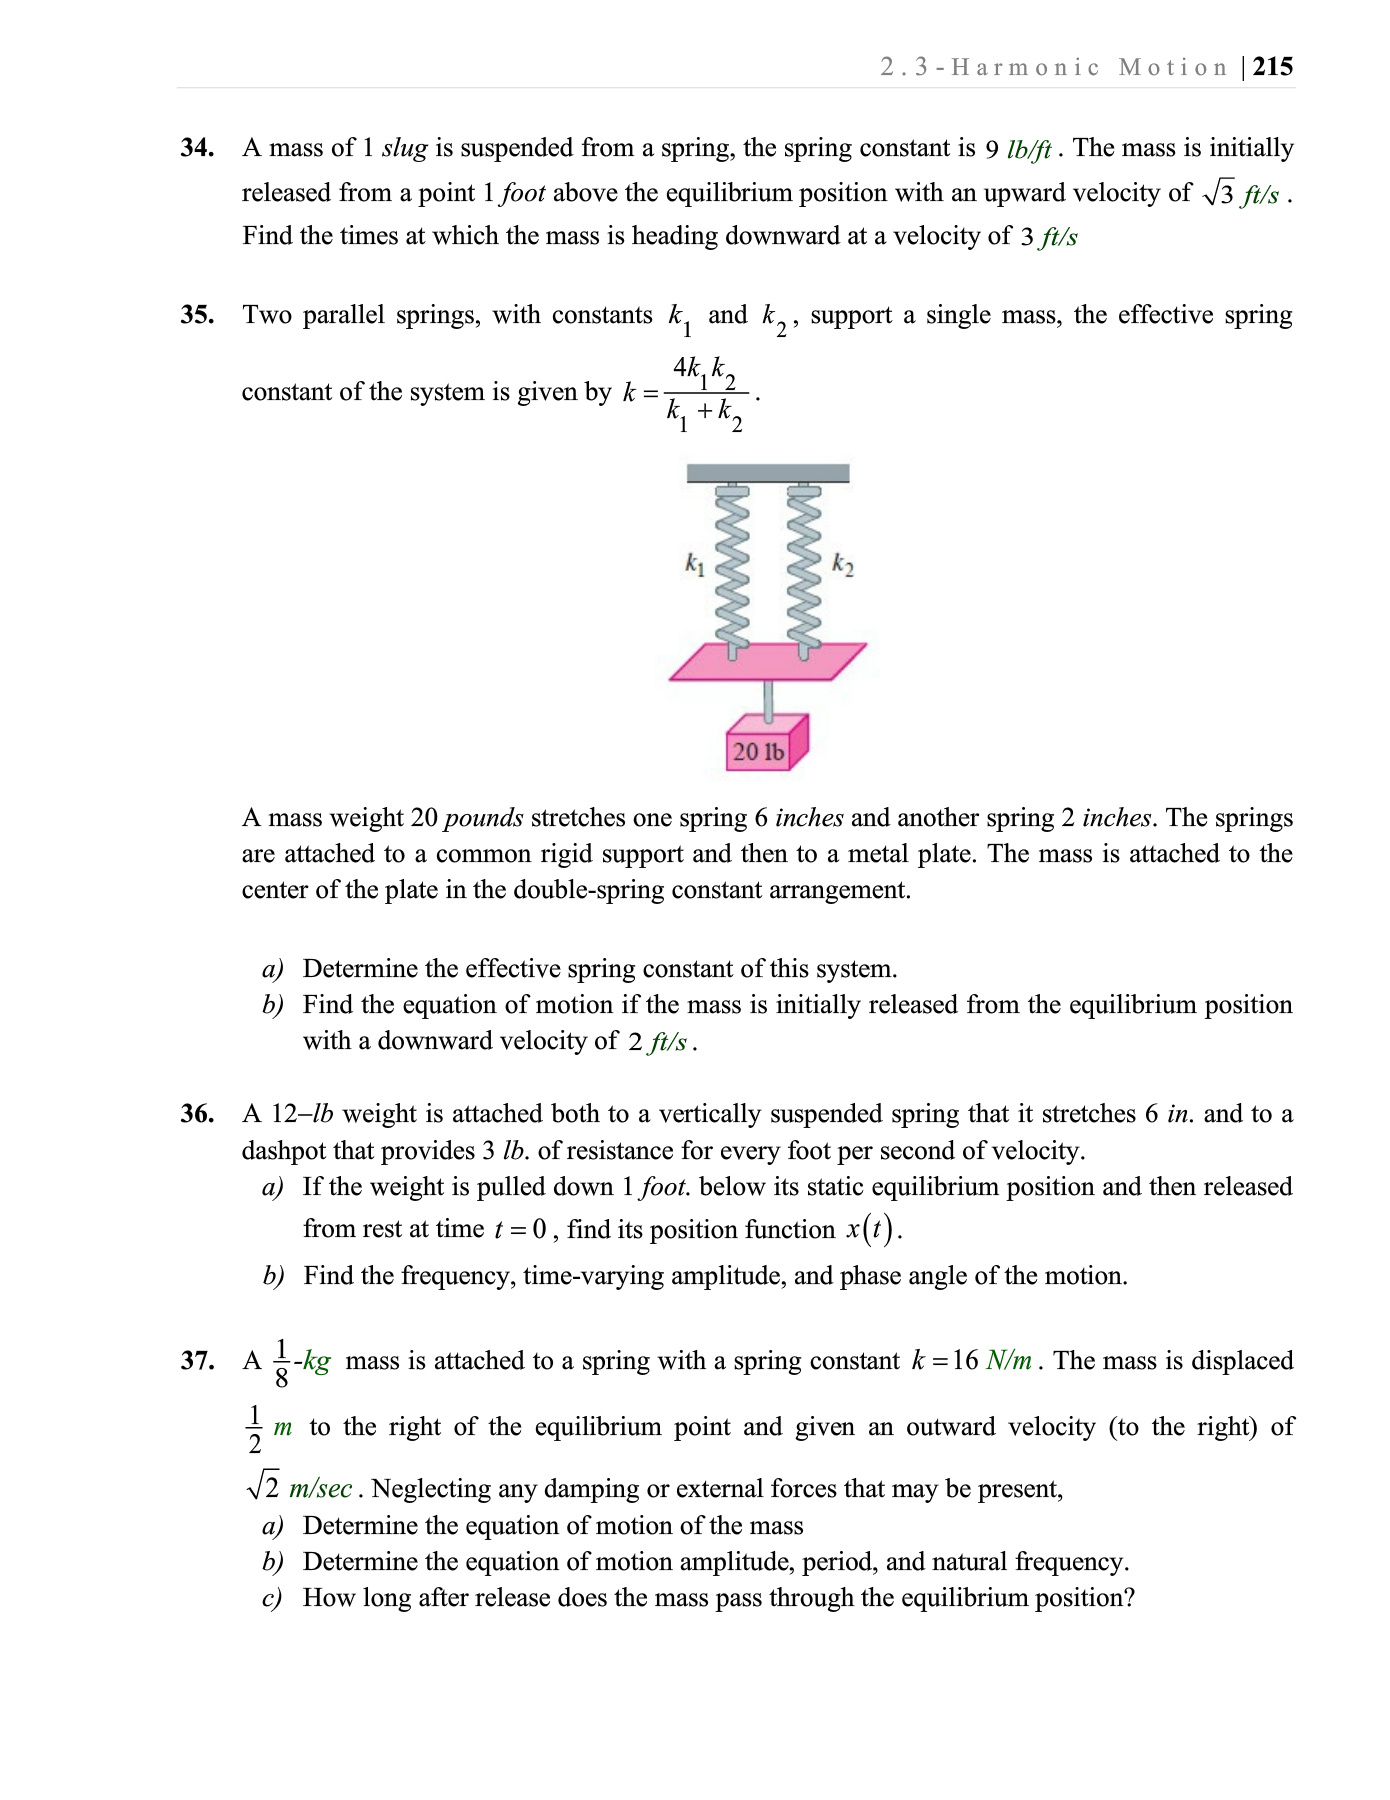 2.3-Harmonic Motion |215
34. A mass of 1 slug is suspended from a spring, the spring constant is 9 lb/ft . The mass is initially
released from a point 1 foot above the equilibrium position with an upward velocity of √3 ft/s .
Find the times at which the mass is heading downward at a velocity of 3 ft/s
35. Two parallel springs, with constants k₁ and k₂, support a single mass, the effective spring
constant of the system is given by k = 4k₁k₂ / (k₁ + k₂) .
k₁ k₂
20 lb
A mass weight 20 pounds stretches one spring 6 inches and another spring 2 inches. The springs
are attached to a common rigid support and then to a metal plate. The mass is attached to the
center of the plate in the double-spring constant arrangement.
a) Determine the effective spring constant of this system.
b) Find the equation of motion if the mass is initially released from the equilibrium position
with a downward velocity of 2 ft/s .
36. A 12–lb weight is attached both to a vertically suspended spring that it stretches 6 in. and to a
dashpot that provides 3 lb. of resistance for every foot per second of velocity.
a) If the weight is pulled down 1 foot. below its static equilibrium position and then released
from rest at time t = 0 , find its position function x(t).
b) Find the frequency, time-varying amplitude, and phase angle of the motion.
37. A 1/8-kg mass is attached to a spring with a spring constant k = 16 N/m . The mass is displaced
1/2 m to the right of the equilibrium point and given an outward velocity (to the right) of
√2 m/sec . Neglecting any damping or external forces that may be present,
a) Determine the equation of motion of the mass
b) Determine the equation of motion amplitude, period, and natural frequency.
c) How long after release does the mass pass through the equilibrium position?